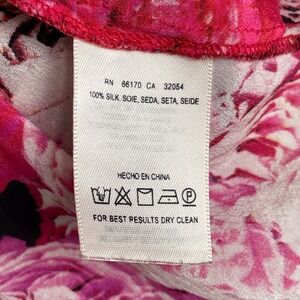 RN 66170 CA 32054
100% SILK, SOIE, SEDA, SETA, SEIDE
HECHO EN CHINA
FOR BEST RESULTS DRY CLEAN